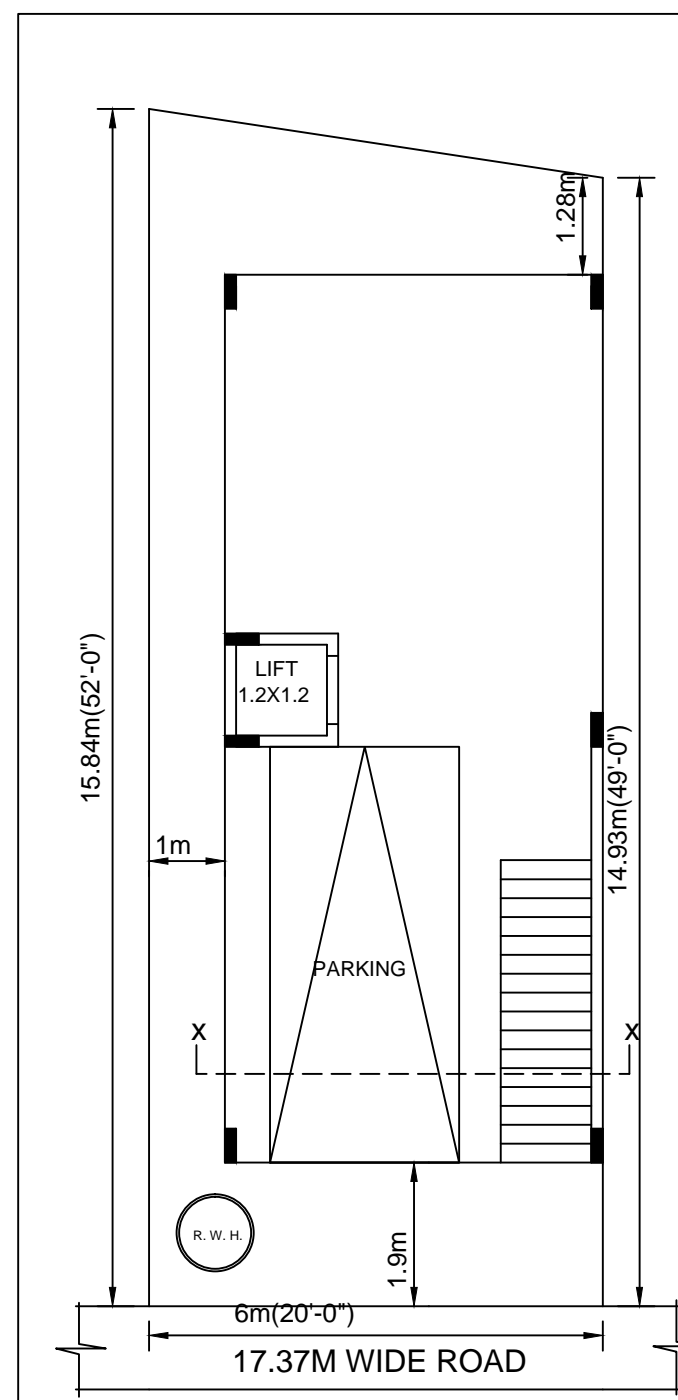 1.28m
15.84m(52'-0")
LIFT
1.2X1.2
14.93m(49'-0")
1m
PARKING
X
X
R. W. H.
1.9m
6m(20'-0")
17.37M WIDE ROAD